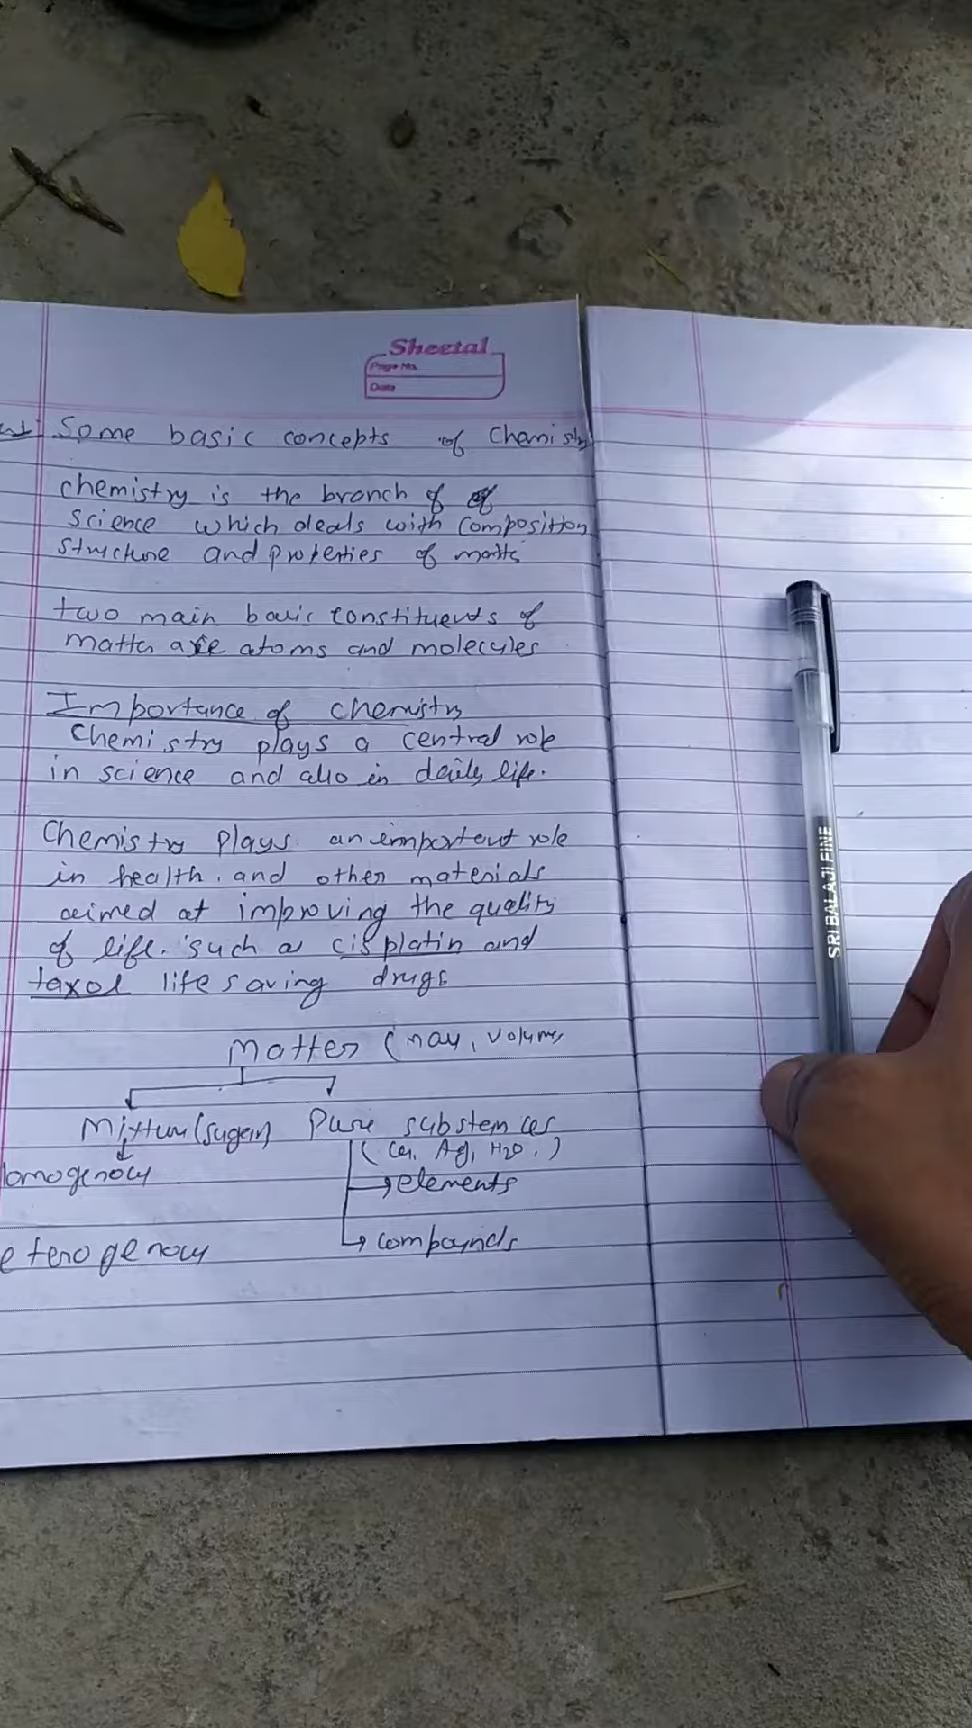 Sheetal
Page No.
Date
Some basic concepts of Chemistry
chemistry is the branch of of
science which deals with composition
structure and properties of matter
two main basic constituents of
matter are atoms and molecules
Importance of chemistry
Chemistry plays a central role
in science and also in daily life.
Chemistry plays an important role
in health. and other materials
aimed at improving the quality
of life. such as cisplatin and
taxol life saving drugs
Matter (mass, volume
Mixture (sugar) Pure substences
Ag, H2O, )
omogenous
elements
compounds
eterogenous
SRI BALAJI FINE